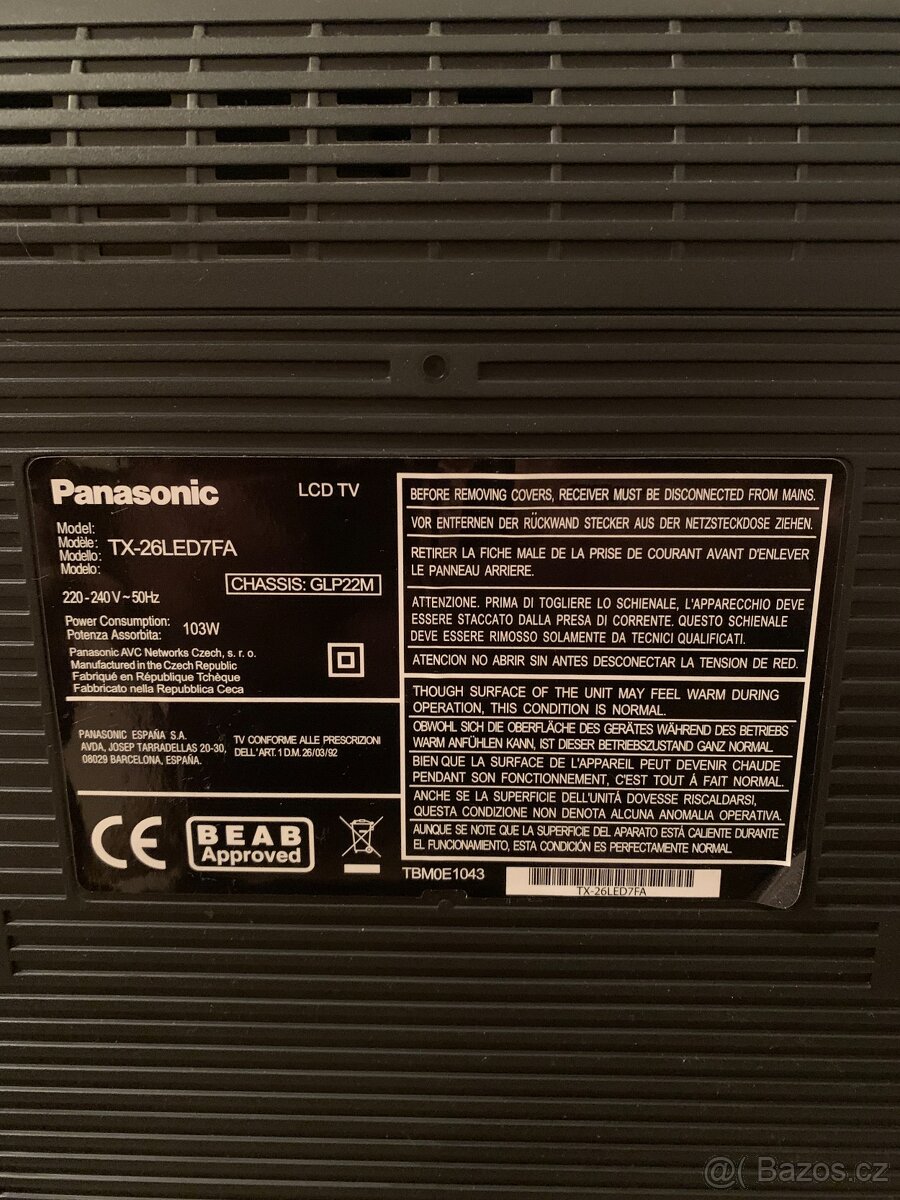 Panasonic
LCD TV
Model:
Modèle:
Modello:
Modelo:
TX-26LED7FA
CHASSIS: GLP22M
220-240 V ~ 50Hz
Power Consumption:
Potenza Assorbita:
103W
Panasonic AVC Networks Czech, s. r. o.
Manufactured in the Czech Republic
Fabriqué en République Tchèque
Fabbricato nella Repubblica Ceca
PANASONIC ESPAÑA S.A.
AVDA, JOSEP TARRADELLAS 20-30,
08029 BARCELONA, ESPAÑA.
TV CONFORME ALLE PRESCRIZIONI
DELL'ART. 1 D.M. 26/03/92
CE
BEAB
Approved
BEFORE REMOVING COVERS, RECEIVER MUST BE DISCONNECTED FROM MAINS.
VOR ENTFERNEN DER RÜCKWAND STECKER AUS DER NETZSTECKDOSE ZIEHEN.
RETIRER LA FICHE MALE DE LA PRISE DE COURANT AVANT D'ENLEVER
LE PANNEAU ARRIERE.
ATTENZIONE. PRIMA DI TOGLIERE LO SCHIENALE, L'APPARECCHIO DEVE
ESSERE STACCATO DALLA PRESA DI CORRENTE. QUESTO SCHIENALE
DEVE ESSERE RIMOSSO SOLAMENTE DA TECNICI QUALIFICATI.
ATENCION NO ABRIR SIN ANTES DESCONECTAR LA TENSION DE RED.
THOUGH SURFACE OF THE UNIT MAY FEEL WARM DURING
OPERATION, THIS CONDITION IS NORMAL.
OBWOHL SICH DIE OBERFLÄCHE DES GERÄTES WÄHREND DES BETRIEBS
WARM ANFÜHLEN KANN, IST DIESER BETRIEBSZUSTAND GANZ NORMAL
BIEN QUE LA SURFACE DE L'APPAREIL PEUT DEVENIR CHAUDE
PENDANT SON FONCTIONNEMENT, C'EST TOUT Á FAIT NORMAL.
ANCHE SE LA SUPERFICIE DELL'UNITÁ DOVESSE RISCALDARSI,
QUESTA CONDIZIONE NON DENOTA ALCUNA ANOMALIA OPERATIVA.
AUNQUE SE NOTE QUE LA SUPERFICIE DEL APARATO ESTÁ CALIENTE DURANTE
EL FUNCIONAMIENTO, ESTA CONDICIÓN ES PERFECTAMENTE NORMAL
TBM0E1043
TX-26LED7FA
@( Bazos.cz